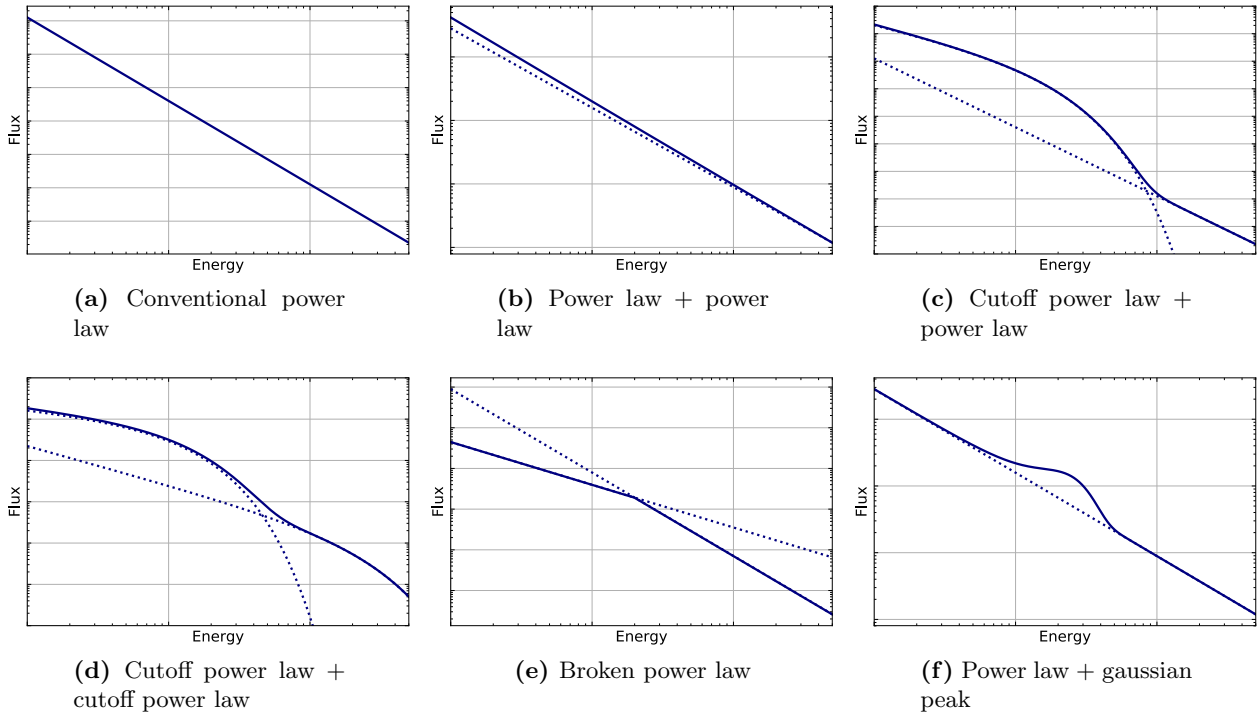 Flux
Energy
(a) Conventional power
law
Flux
Energy
(b) Power law + power
law
Flux
Energy
(c) Cutoff power law +
power law
Flux
Energy
(d) Cutoff power law +
cutoff power law
Flux
Energy
(e) Broken power law
Flux
Energy
(f) Power law + gaussian
peak